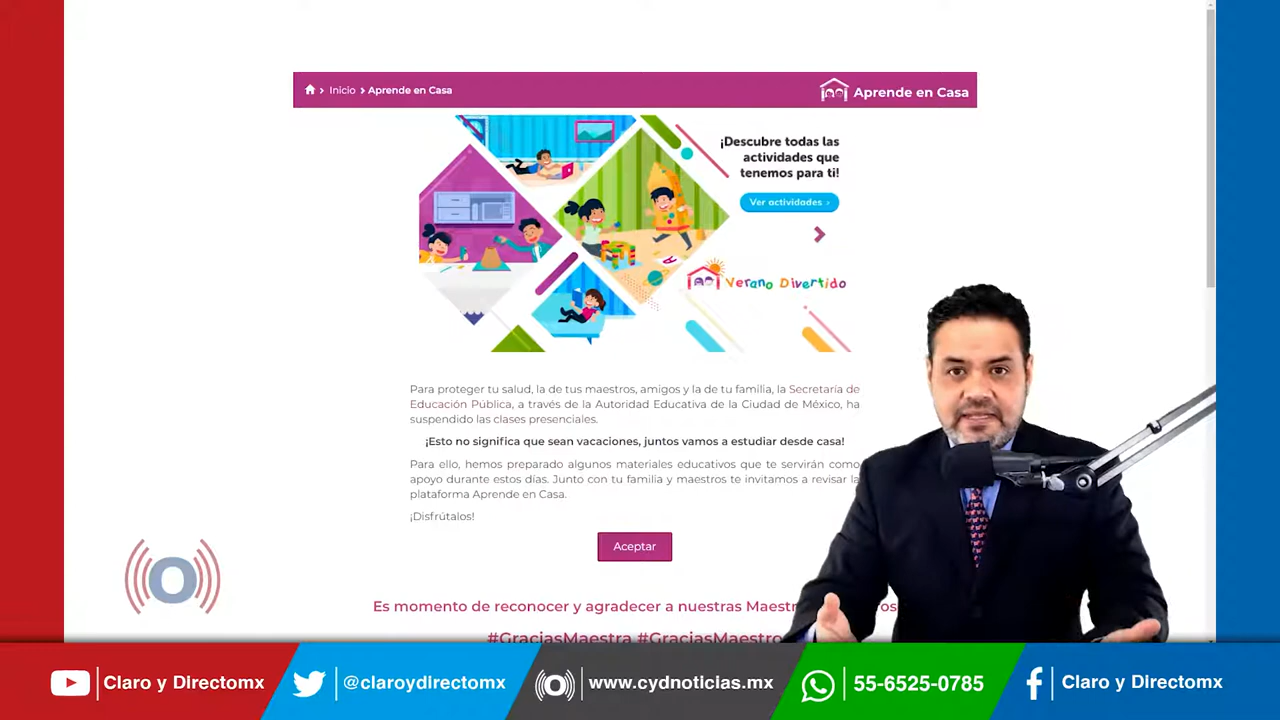 Inicio
Aprende en Casa
Aprende en Casa
¡Descubre todas las
actividades que
tenemos para ti!
Ver actividades
Verano Divertido
Para proteger tu salud, la de tus maestros, amigos y la de tu familia, la Secretaría de
Educación Pública, a través de la Autoridad Educativa de la Ciudad de México, ha
suspendido las clases presenciales.
¡Esto no significa que sean vacaciones, juntos vamos a estudiar desde casa!
Para ello, hemos preparado algunos materiales educativos que te servirán como
apoyo durante estos días. Junto con tu familia y maestros te invitamos a revisar la
plataforma Aprende en Casa.
¡Disfrútalos!
Aceptar
Es momento de reconocer y agradecer a nuestras
#GraciasMaestra #GraciasMaestro
Claro y Directomx
@claroydirectomx
www.cydnoticias.mx
55-6525-0785
Claro y Directomx